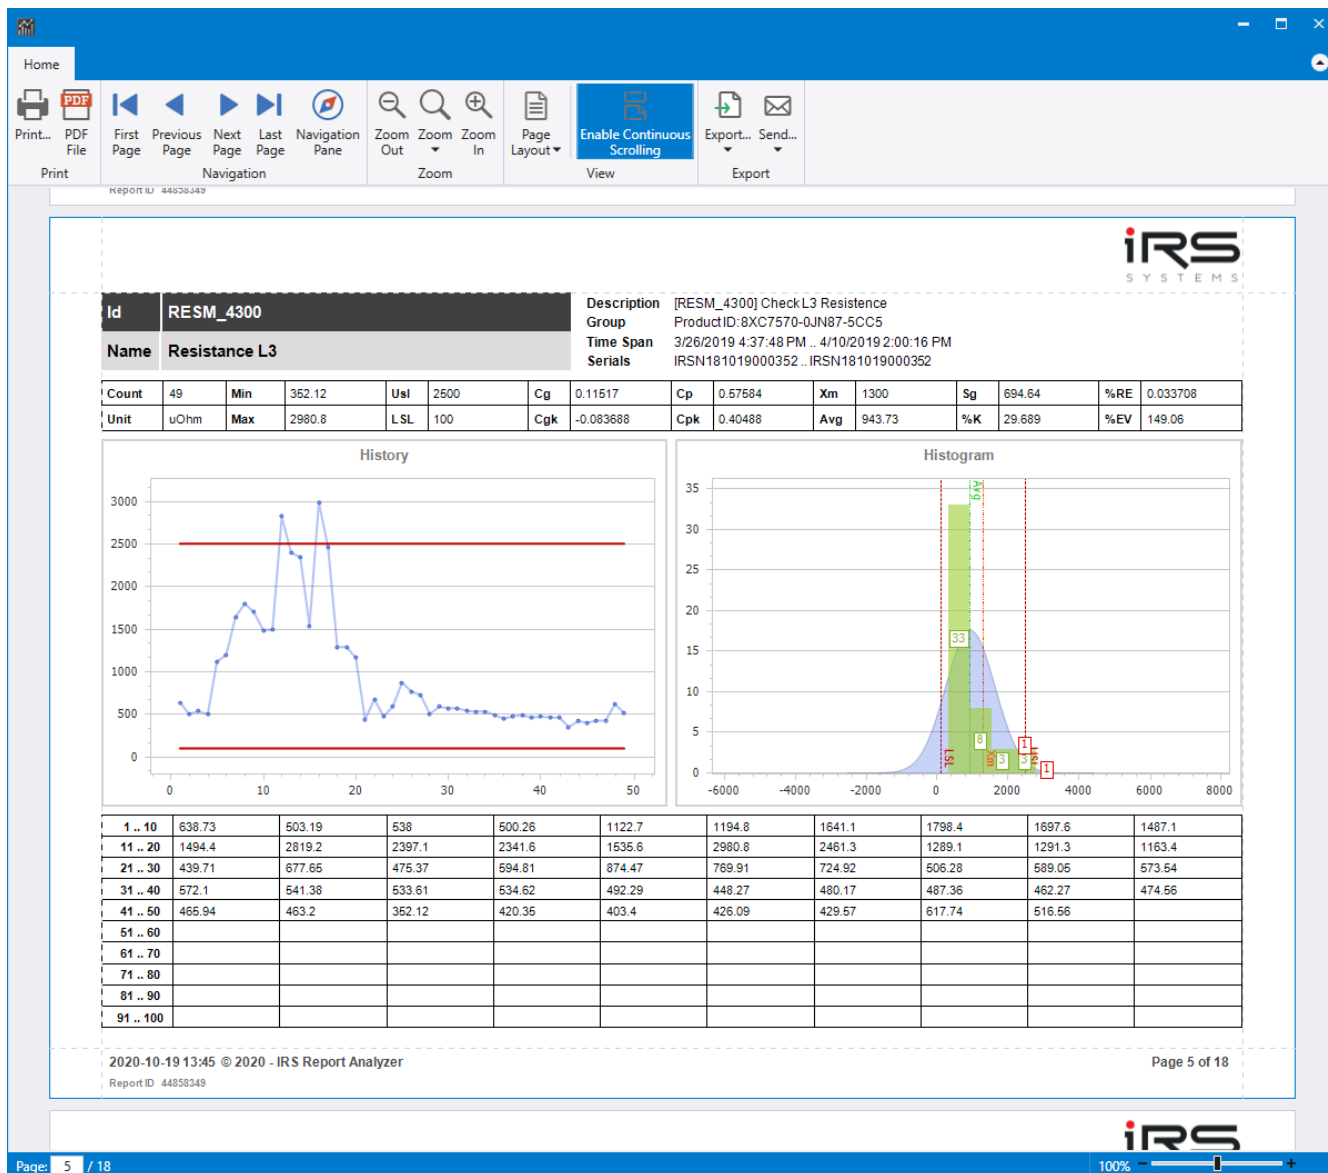 Home
Print... PDF File First Page Previous Page Next Page Last Page Navigation Pane Zoom Out Zoom Zoom In Page Layout Enable Continuous Scrolling Export... Send...
Print Navigation Zoom View Export
Report ID 44858349
iRS
SYSTEMS
Id RESM_4300
Name Resistance L3
Description [RESM_4300] Check L3 Resistence
Group ProductID:8XC7570-0JN87-5CC5
Time Span 3/26/2019 4:37:48 PM .. 4/10/2019 2:00:16 PM
Serials IRSN181019000352 .. IRSN181019000352
Count 49 Min 352.12 Usl 2500 Cg 0.11517 Cp 0.57584 Xm 1300 Sg 694.64 %RE 0.033708
Unit uOhm Max 2980.8 LSL 100 Cgk -0.083688 Cpk 0.40488 Avg 943.73 %K 29.689 %EV 149.06
History
3000
2500
2000
1500
1000
500
0
0 10 20 30 40 50
Histogram
35
30
25
20
15
10
5
0
Avg
33
8
1
LSL Xm 3 3 USL 1
-6000 -4000 -2000 0 2000 4000 6000 8000
1 .. 10 638.73 503.19 538 500.26 1122.7 1194.8 1641.1 1798.4 1697.6 1487.1
11 .. 20 1494.4 2819.2 2397.1 2341.6 1535.6 2980.8 2461.3 1289.1 1291.3 1163.4
21 .. 30 439.71 677.65 475.37 594.81 874.47 769.91 724.92 506.28 589.05 573.54
31 .. 40 572.1 541.38 533.61 534.62 492.29 448.27 480.17 487.36 462.27 474.56
41 .. 50 465.94 463.2 352.12 420.35 403.4 426.09 429.57 617.74 516.56
51 .. 60
61 .. 70
71 .. 80
81 .. 90
91 .. 100
2020-10-19 13:45 © 2020 - IRS Report Analyzer Page 5 of 18
Report ID 44858349
iRS
Page: 5 / 18 100%